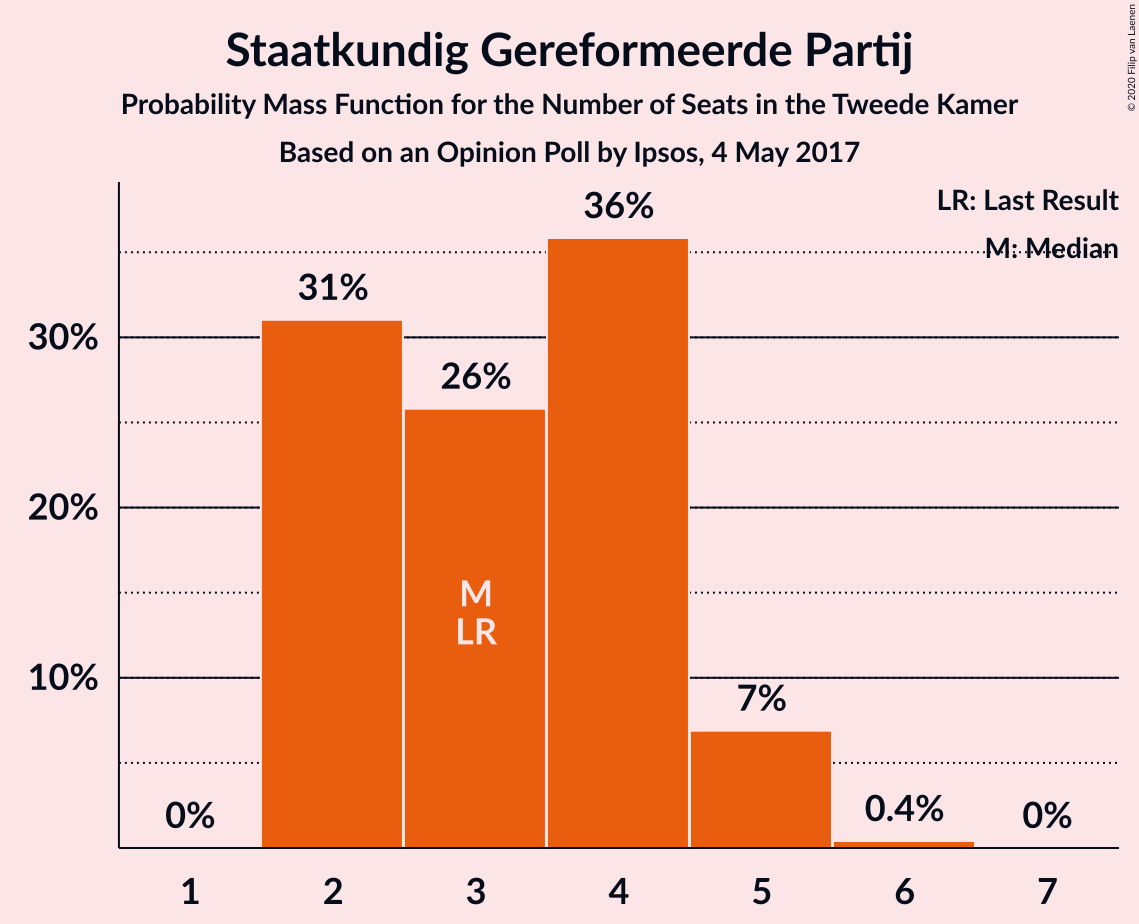 Staatkundig Gereformeerde Partij
Probability Mass Function for the Number of Seats in the Tweede Kamer
Based on an Opinion Poll by Ipsos, 4 May 2017
© 2020 Filip van Laenen
LR: Last Result
M: Median
36%
31%
30%
26%
20%
M
LR
10%
7%
0%
0.4%
0%
1 2 3 4 5 6 7